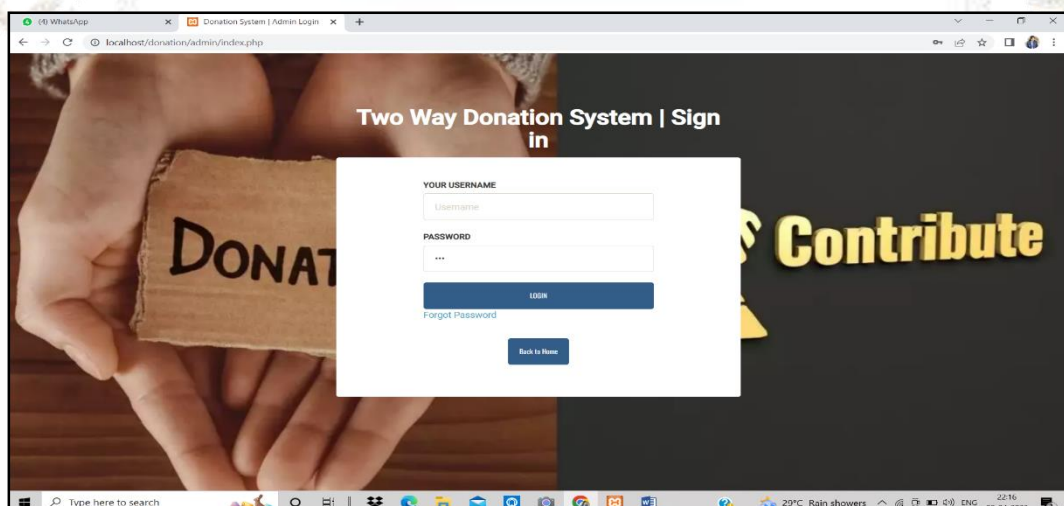 (4) WhatsApp
Donation System | Admin Login
localhost/donation/admin/index.php
Two Way Donation System | Sign
in
YOUR USERNAME
Username
PASSWORD
LOGIN
Forgot Password
Back to Home
DONAT
Contribute
Type here to search
29°C Rain showers
ENG
22:16